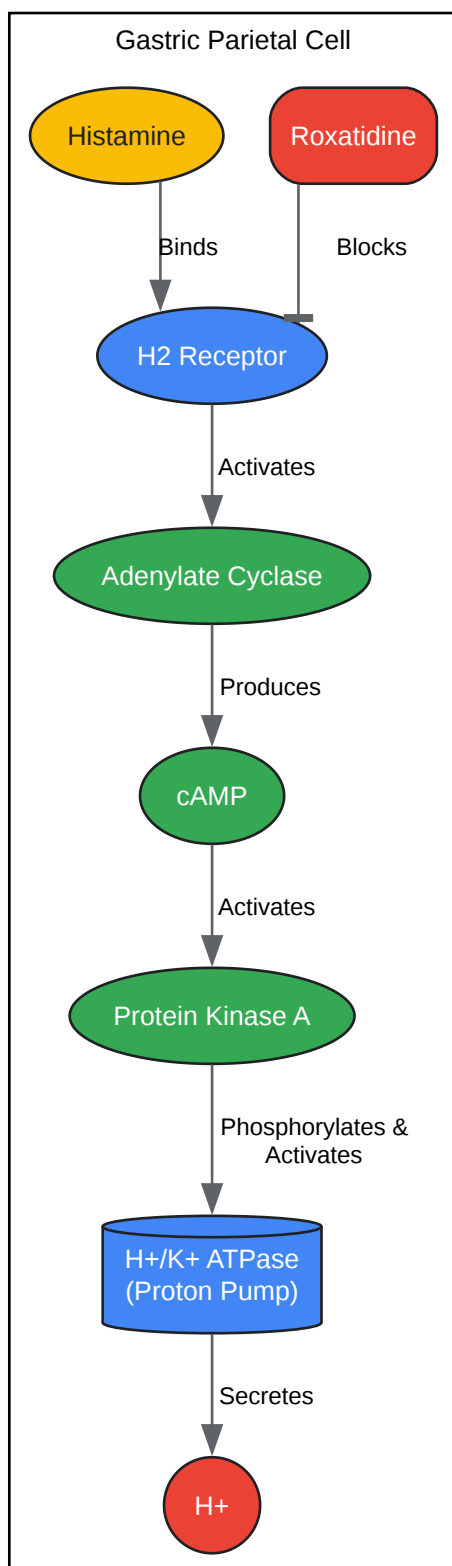 Gastric Parietal Cell
Histamine
Roxatidine
Binds
Blocks
H2 Receptor
Activates
Adenylate Cyclase
Produces
cAMP
Activates
Protein Kinase A
Phosphorylates &
Activates
H+/K+ ATPase
(Proton Pump)
Secretes
H+